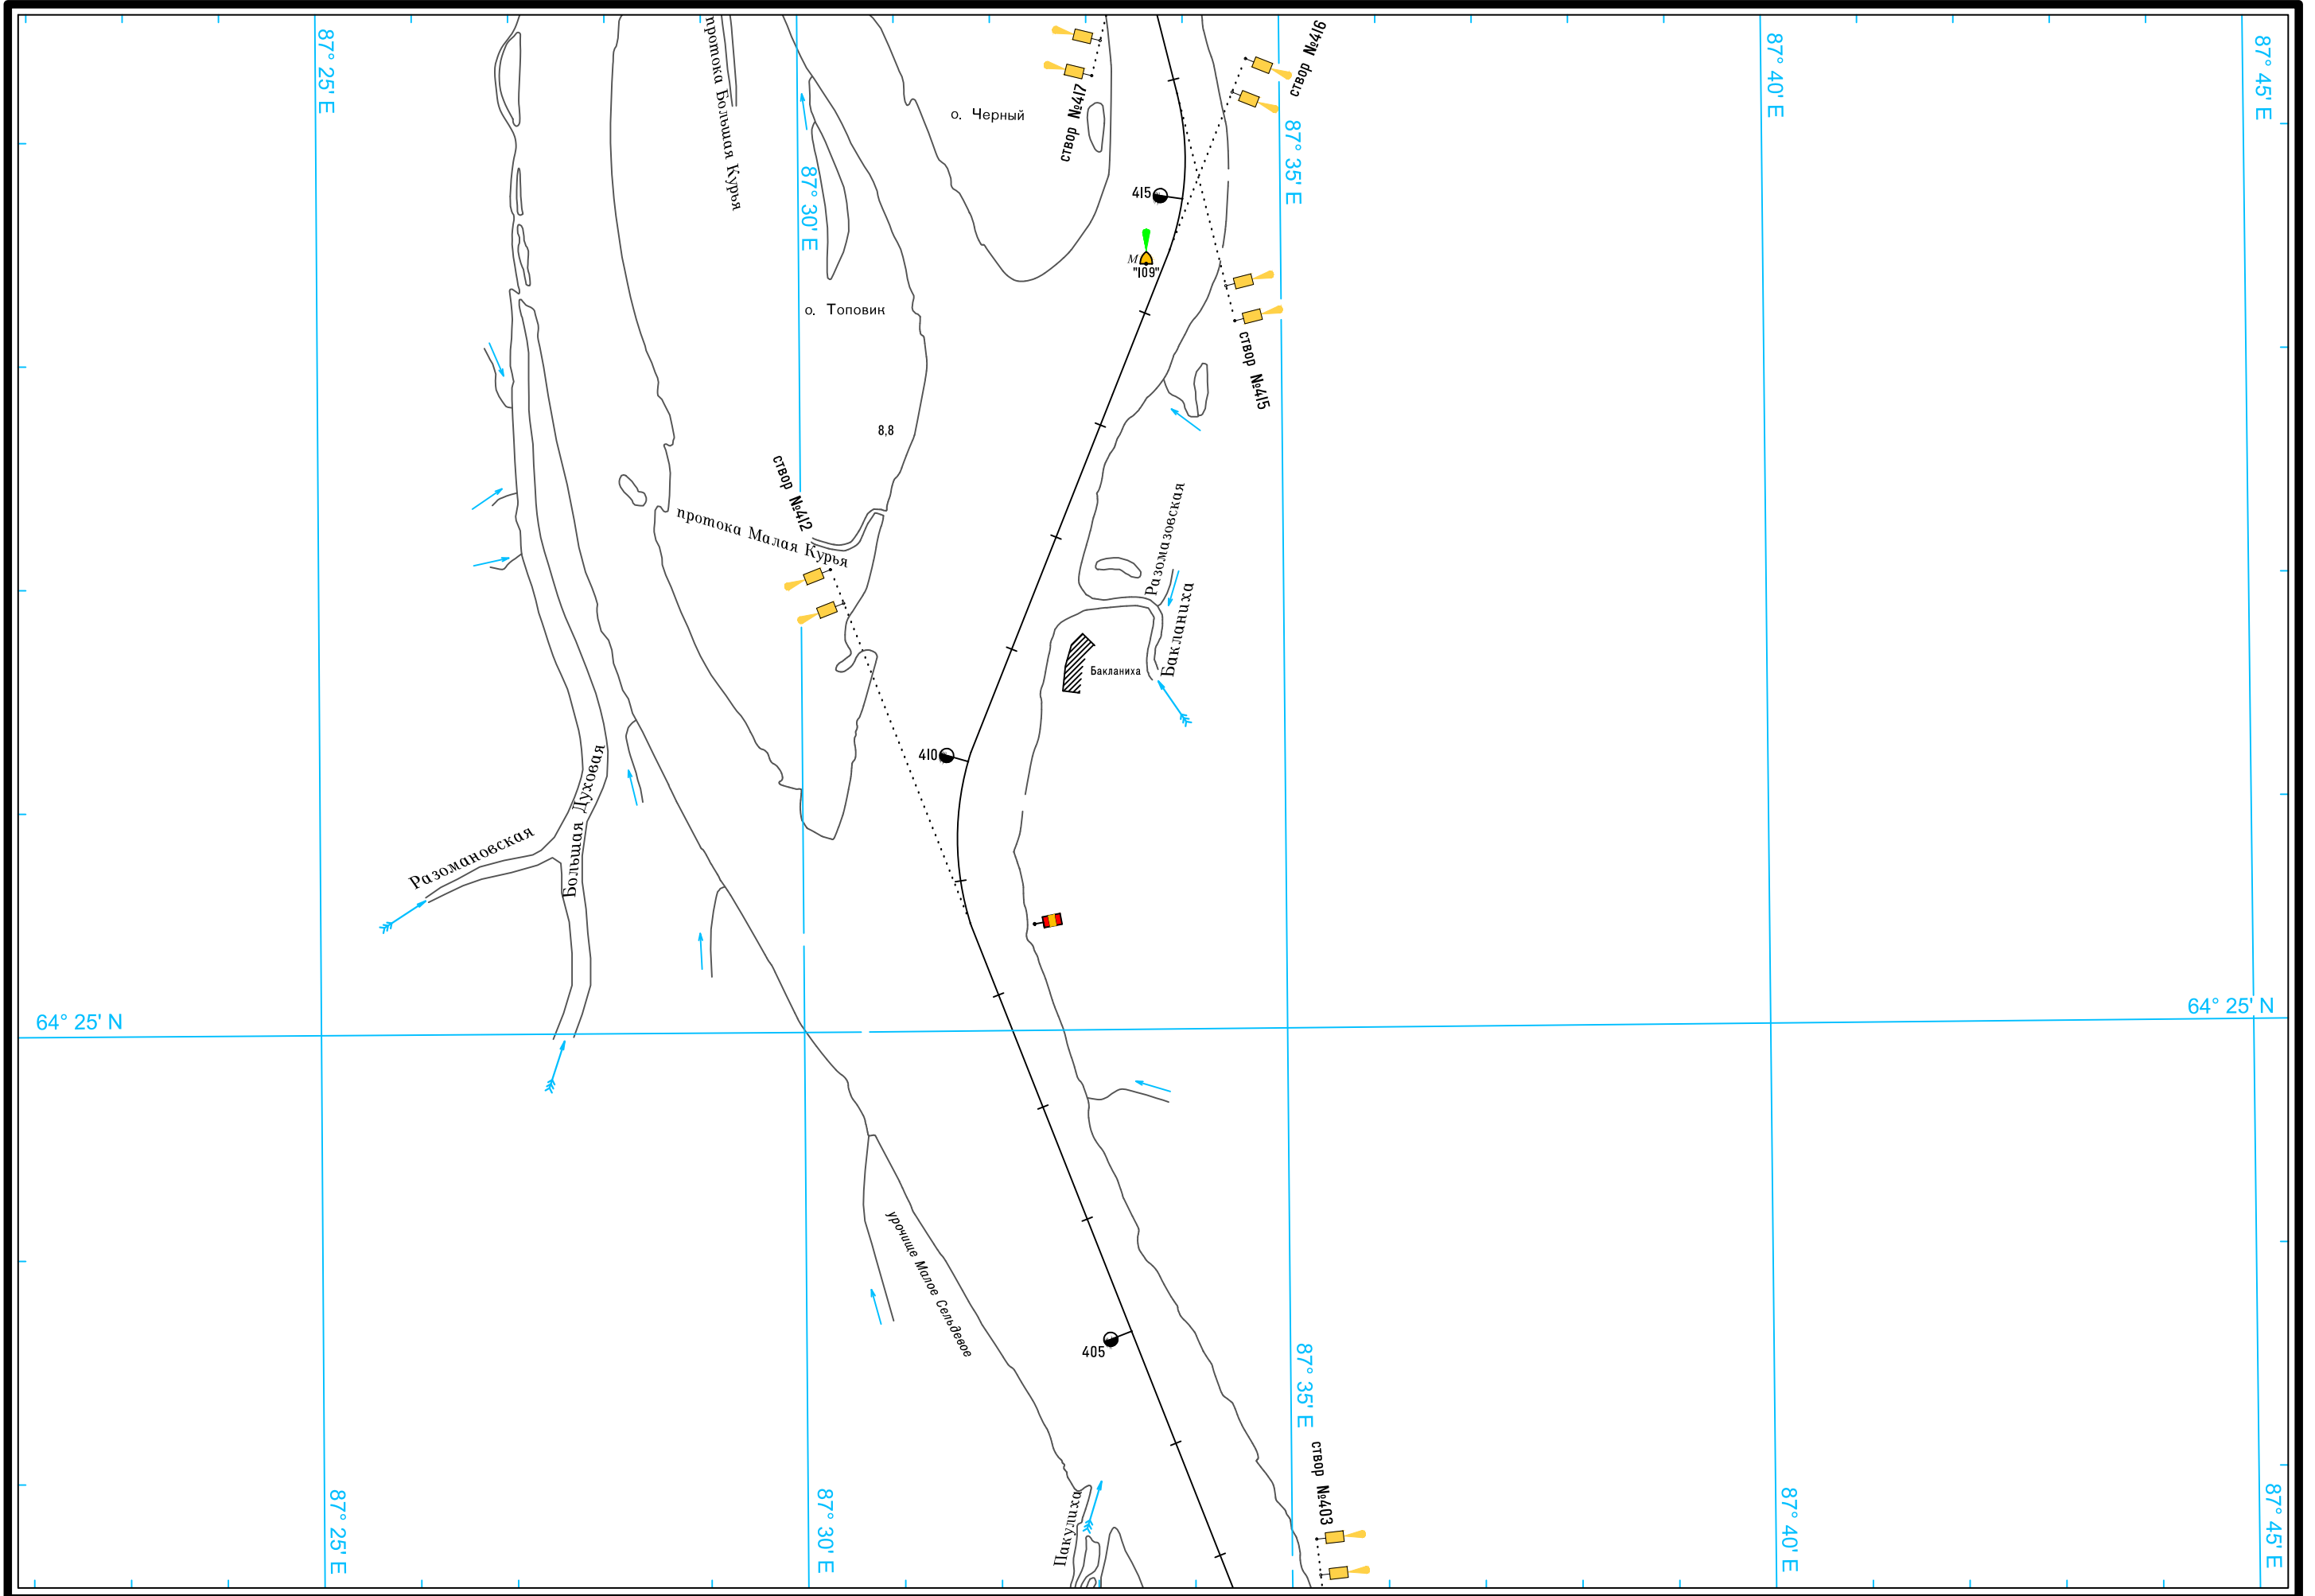 87° 25' E
протока Большая Курья
87° 30' E
о. Черный
створ №417
створ №416
87° 35' E
87° 40' E
87° 45' E
415
М
"109"
о. Топовик
створ №415
8,8
створ №412
протока Малая Курья
Разомазовская
Бакланиха
Бакланиха
410
Большая Духовая
Разомановская
64° 25' N
64° 25' N
урочище Малое Сельдевое
405
87° 35' E
створ №403
Пакулиха
87° 25' E
87° 30' E
87° 40' E
87° 45' E